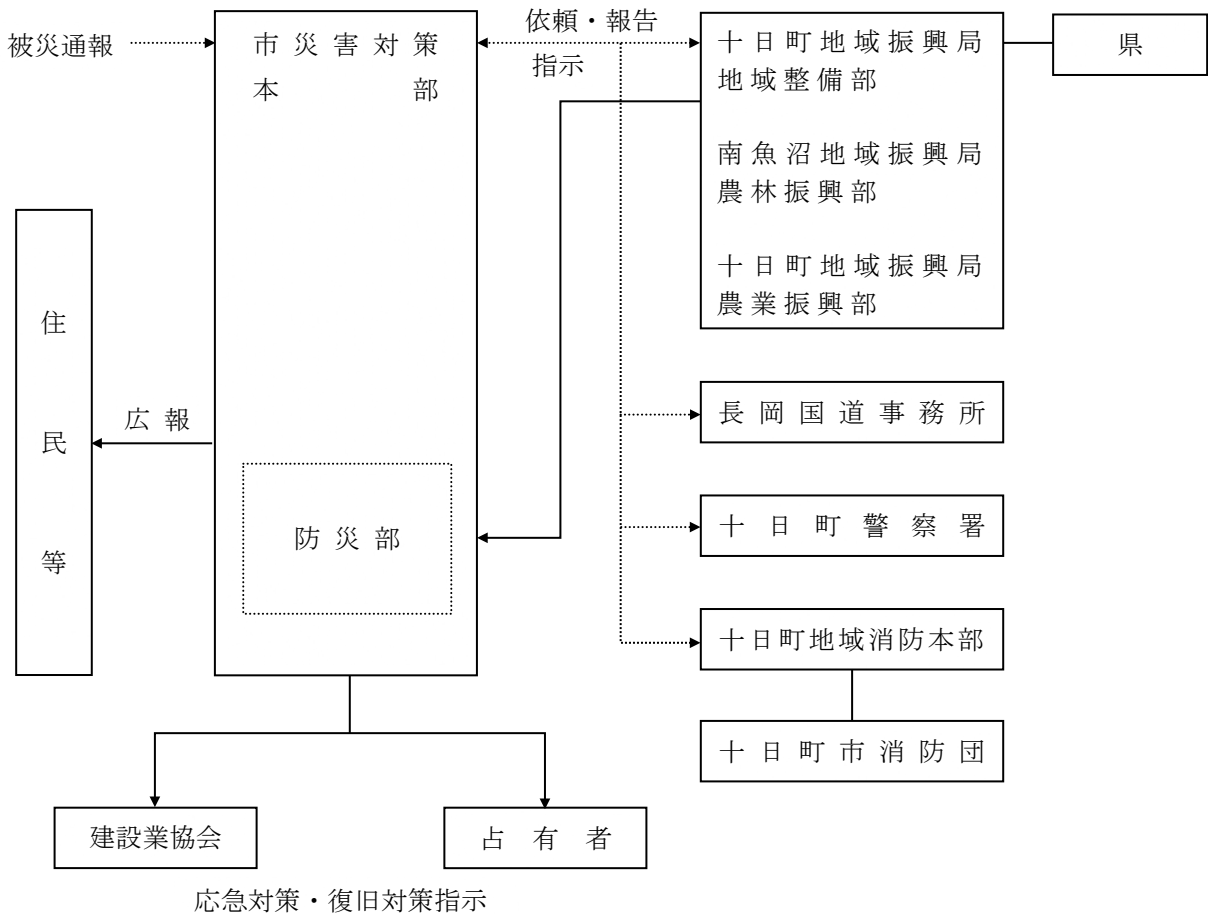 被災通報
市災害対策
本部
依頼・報告
指示
十日町地域振興局
地域整備部
南魚沼地域振興局
農林振興部
十日町地域振興局
農業振興部
県
住民等
広報
防災部
長岡国道事務所
十日町警察署
十日町地域消防本部
十日町市消防団
建設業協会
占有者
応急対策・復旧対策指示